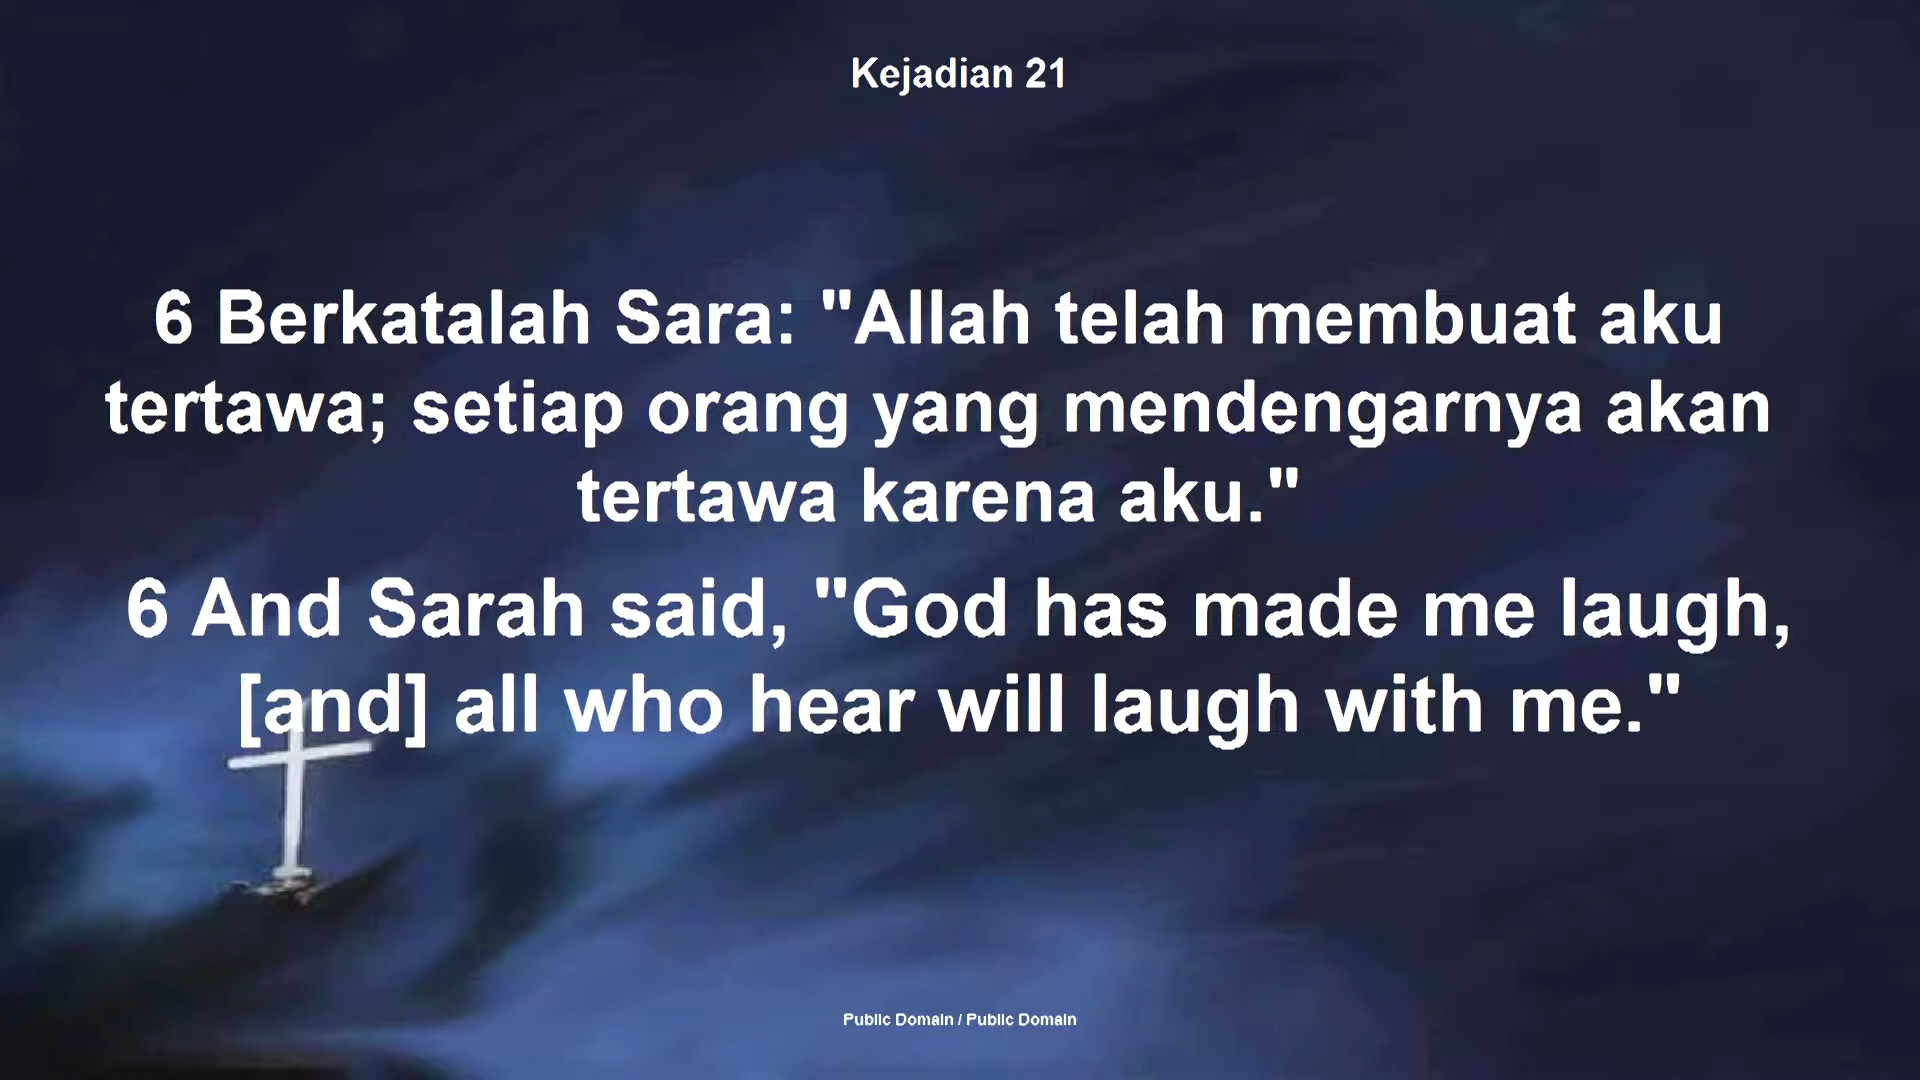 Kejadian 21
6 Berkatalah Sara: "Allah telah membuat aku
tertawa; setiap orang yang mendengarnya akan
tertawa karena aku."
6 And Sarah said, "God has made me laugh,
[and] all who hear will laugh with me."
Public Domain / Public Domain